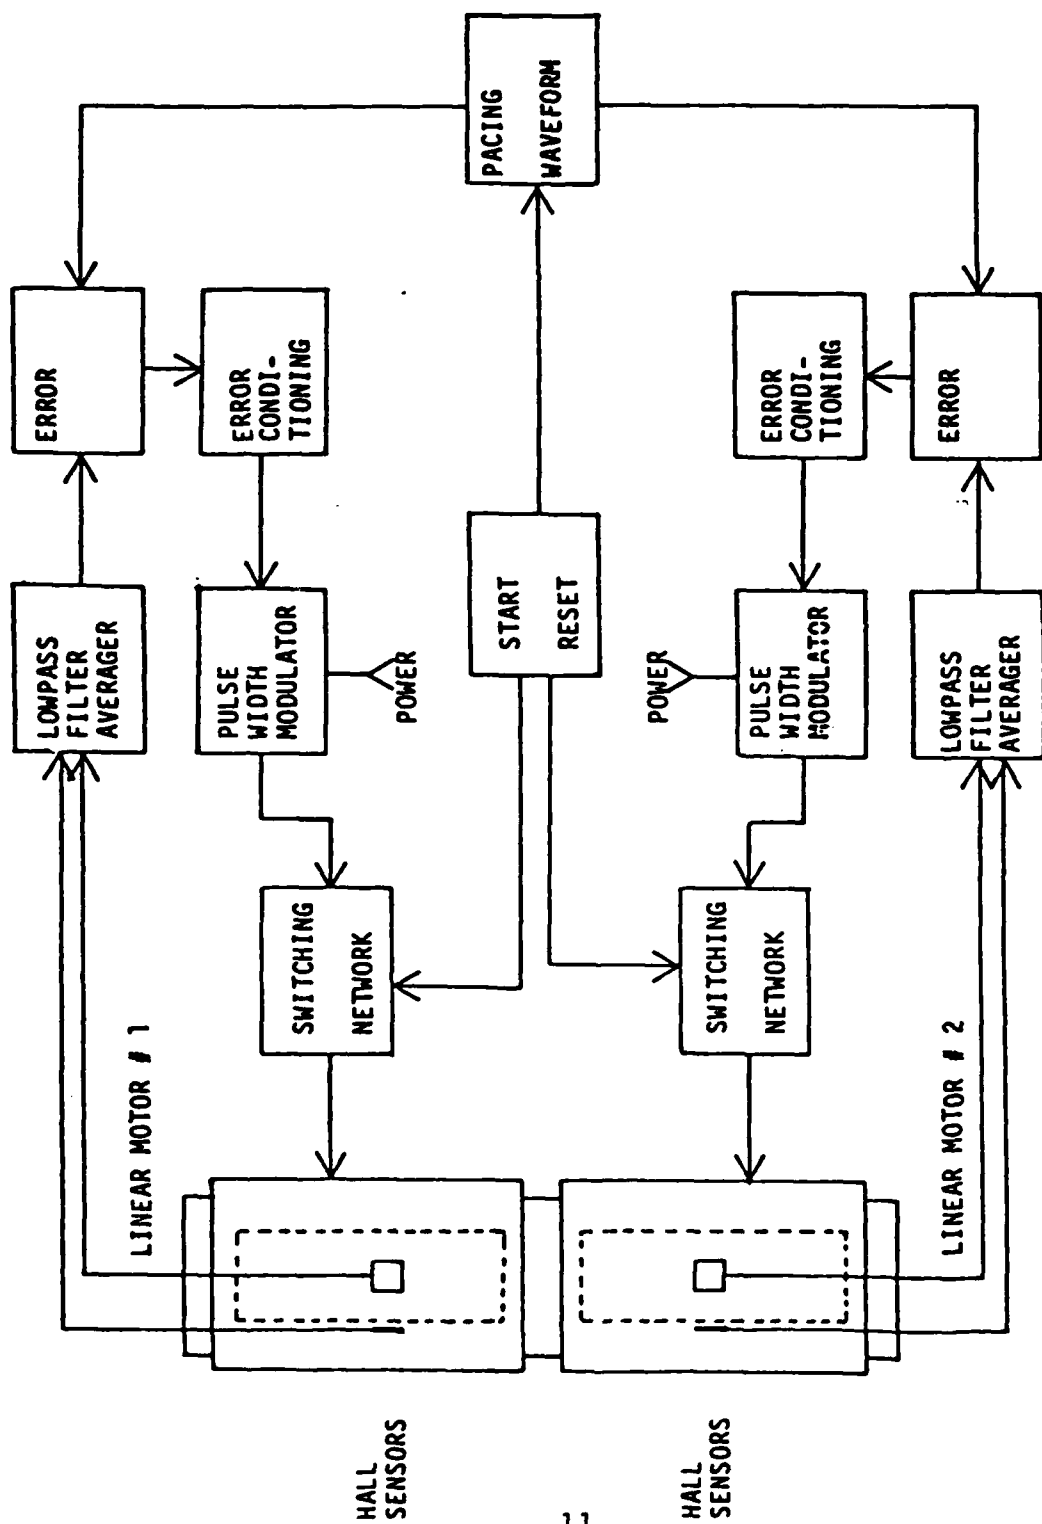 LINEAR MOTOR # 1
LOWPASS
FILTER
AVERAGER
ERROR
PULSE
WIDTH
MODULATOR
ERROR
CONDI-
TIONING
SWITCHING
NETWORK
POWER
HALL
SENSORS
START
RESET
PACING
WAVEFORM
11
HALL
SENSORS
POWER
SWITCHING
NETWORK
PULSE
WIDTH
MODULATOR
ERROR
CONDI-
TIONING
LINEAR MOTOR # 2
LOWPASS
FILTER
AVERAGER
ERROR